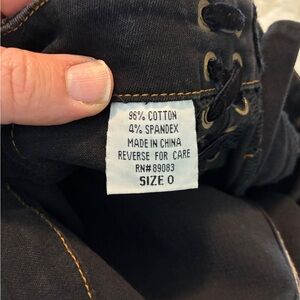 96% COTTON
4% SPANDEX
MADE IN CHINA
REVERSE FOR CARE
RN# 89083
SIZE 0